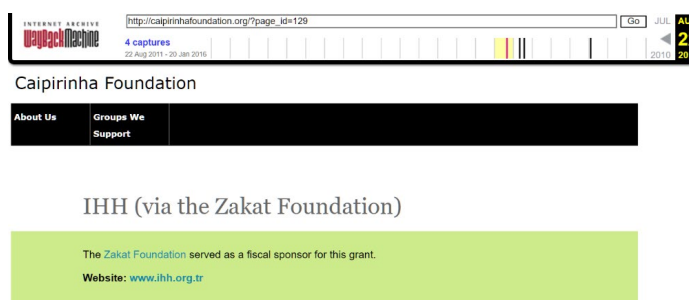 INTERNET ARCHIVE
WayBackMachine
http://caipirinhafoundation.org/?page_id=129
Go
JUL
AU
4 captures
22 Aug 2011 - 20 Jan 2016
2
2010
20
Caipirinha Foundation
About Us
Groups We
Support
IHH (via the Zakat Foundation)
The Zakat Foundation served as a fiscal sponsor for this grant.
Website: www.ihh.org.tr